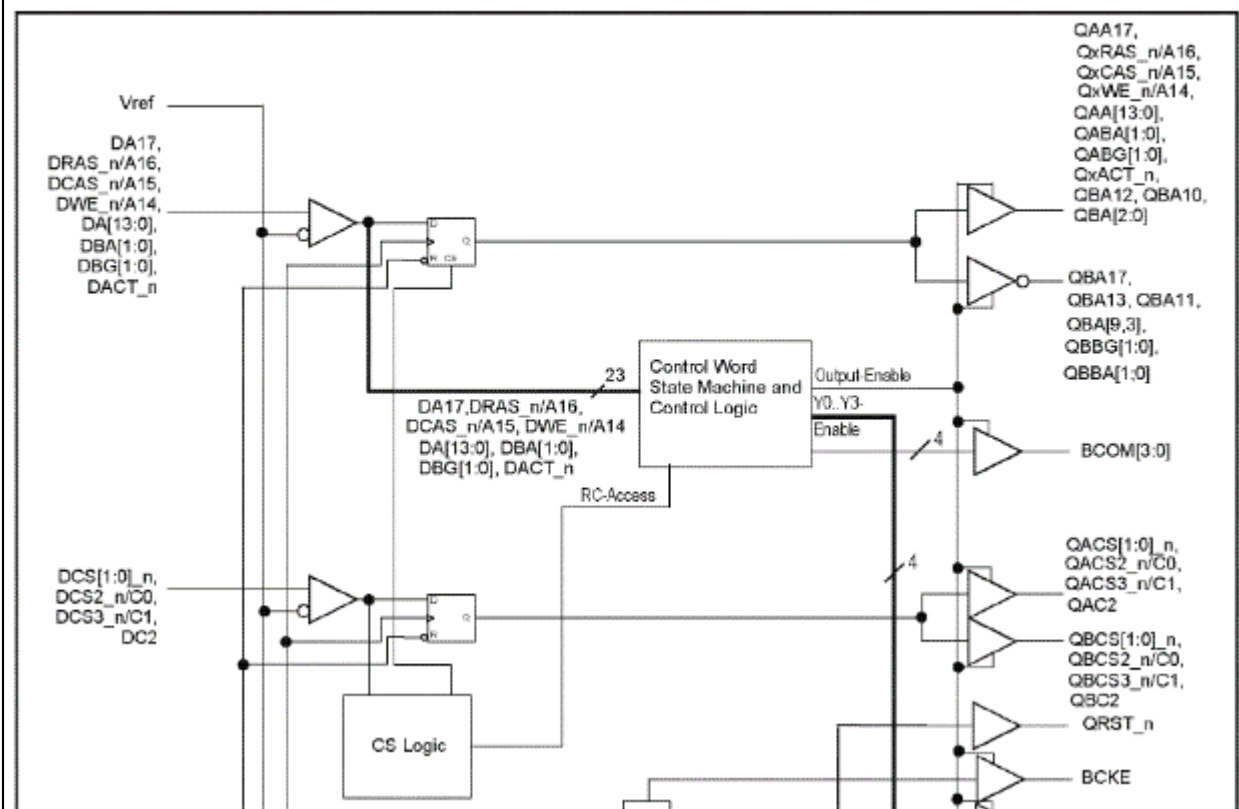 QAA17,
QxRAS_n/A16,
QxCAS_n/A15,
QxWE_n/A14,
QAA[13:0],
QABA[1:0],
QABG[1:0],
QxACT_n,
QBA12, QBA10,
QBA[2:0]
Vref
DA17,
DRAS_n/A16,
DCAS_n/A15,
DWE_n/A14,
DA[13:0],
DBA[1:0],
DBG[1:0],
DACT_n
D
Q
R CE
QBA17,
QBA13, QBA11,
QBA[9,3],
QBBG[1:0],
QBBA[1;0]
Control Word
State Machine and
Control Logic
23
DA17,DRAS_n/A16,
DCAS_n/A15, DWE_n/A14
DA[13:0], DBA[1:0],
DBG[1:0], DACT_n
Output-Enable
Y0..Y3-
Enable
4
BCOM[3:0]
RC-Access
4
DCS[1:0]_n,
DCS2_n/C0,
DCS3_n/C1,
DC2
D
Q
R
QACS[1:0]_n,
QACS2_n/C0,
QACS3_n/C1,
QAC2
QBCS[1:0]_n,
QBCS2_n/C0,
QBCS3_n/C1,
QBC2
CS Logic
QRST_n
BCKE